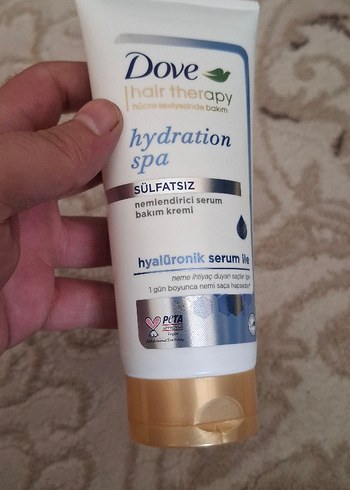 Dove
hair therapy
hücre seviyesinde bakım
hydration
spa
SÜLFATSIZ
nemlendirici serum
bakım kremi
hyalüronik serum ile
neme ihtiyaç duyan saçlar için
1 gün boyunca nemi saça hapseder*
PETA